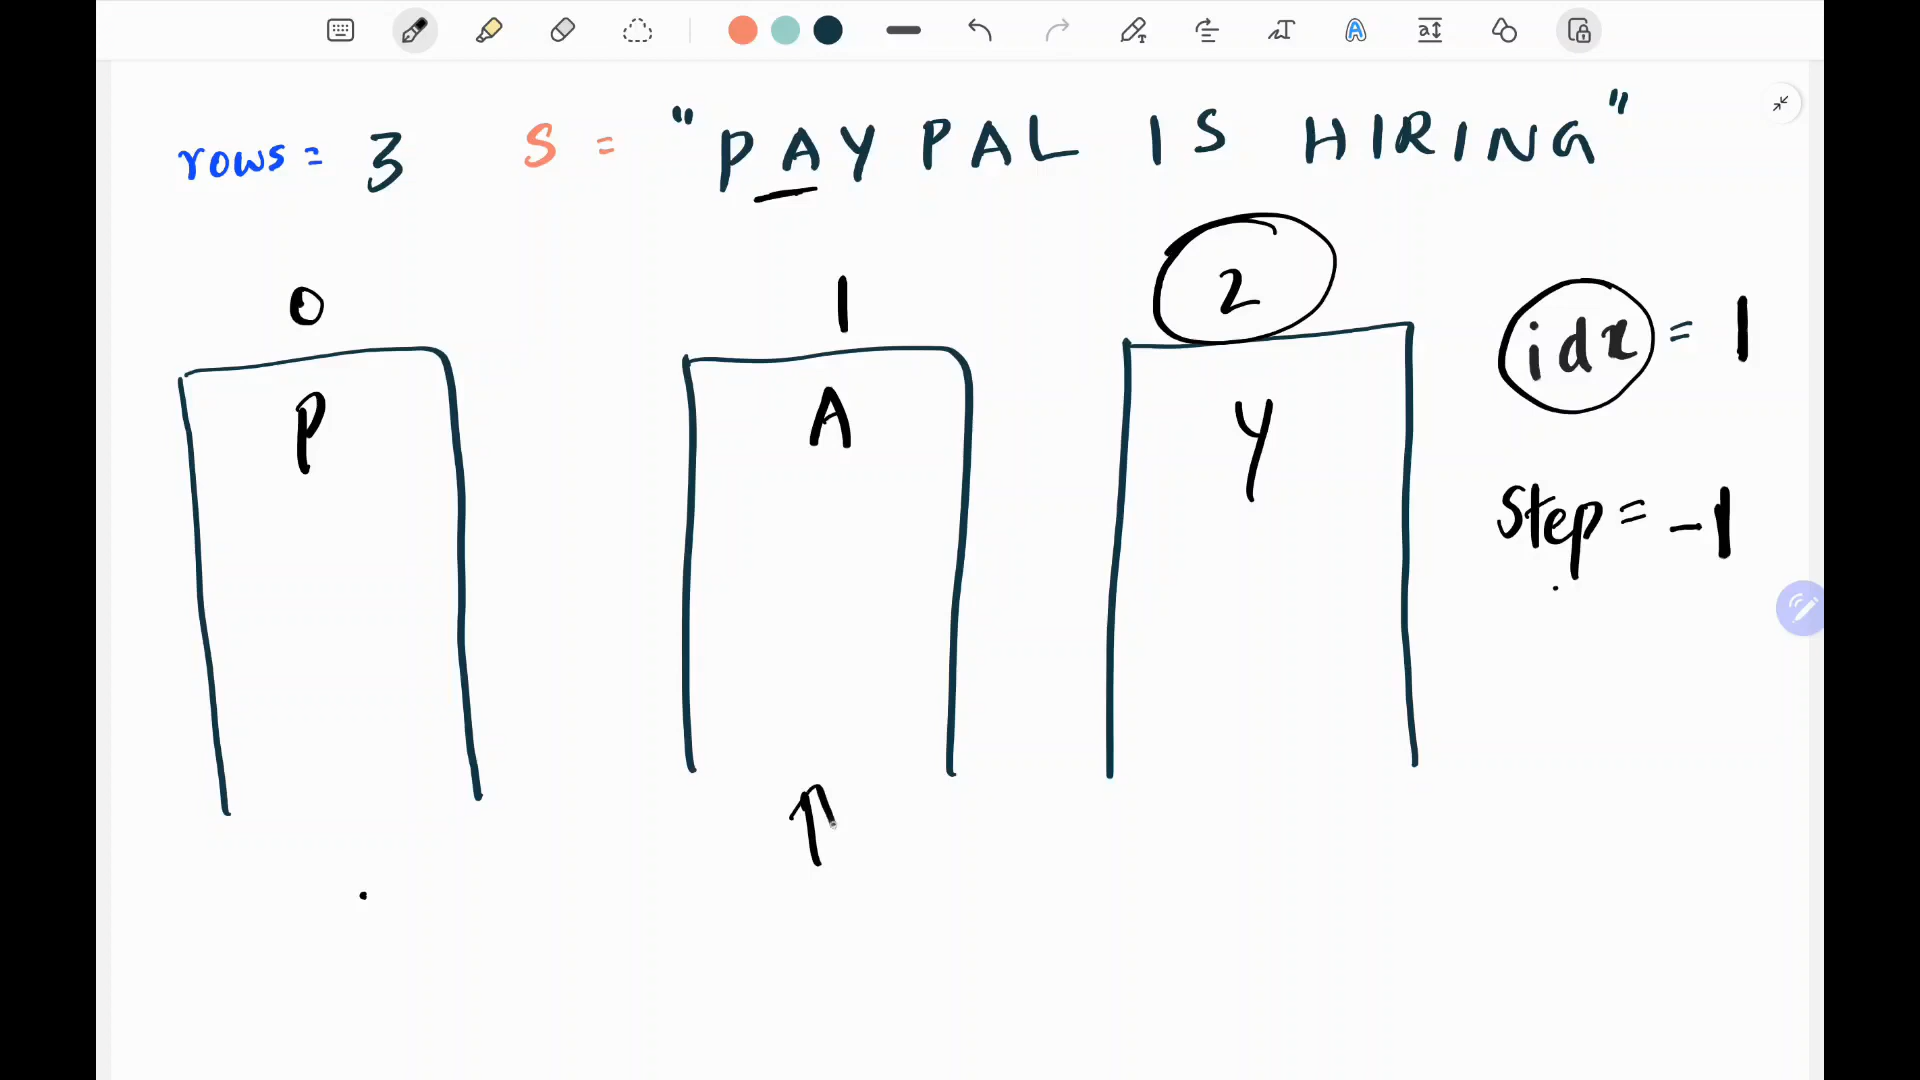 rows = 3 S = "PAYPAL IS HIRING"
0 1 2
idx = 1
P A Y
Step = -1